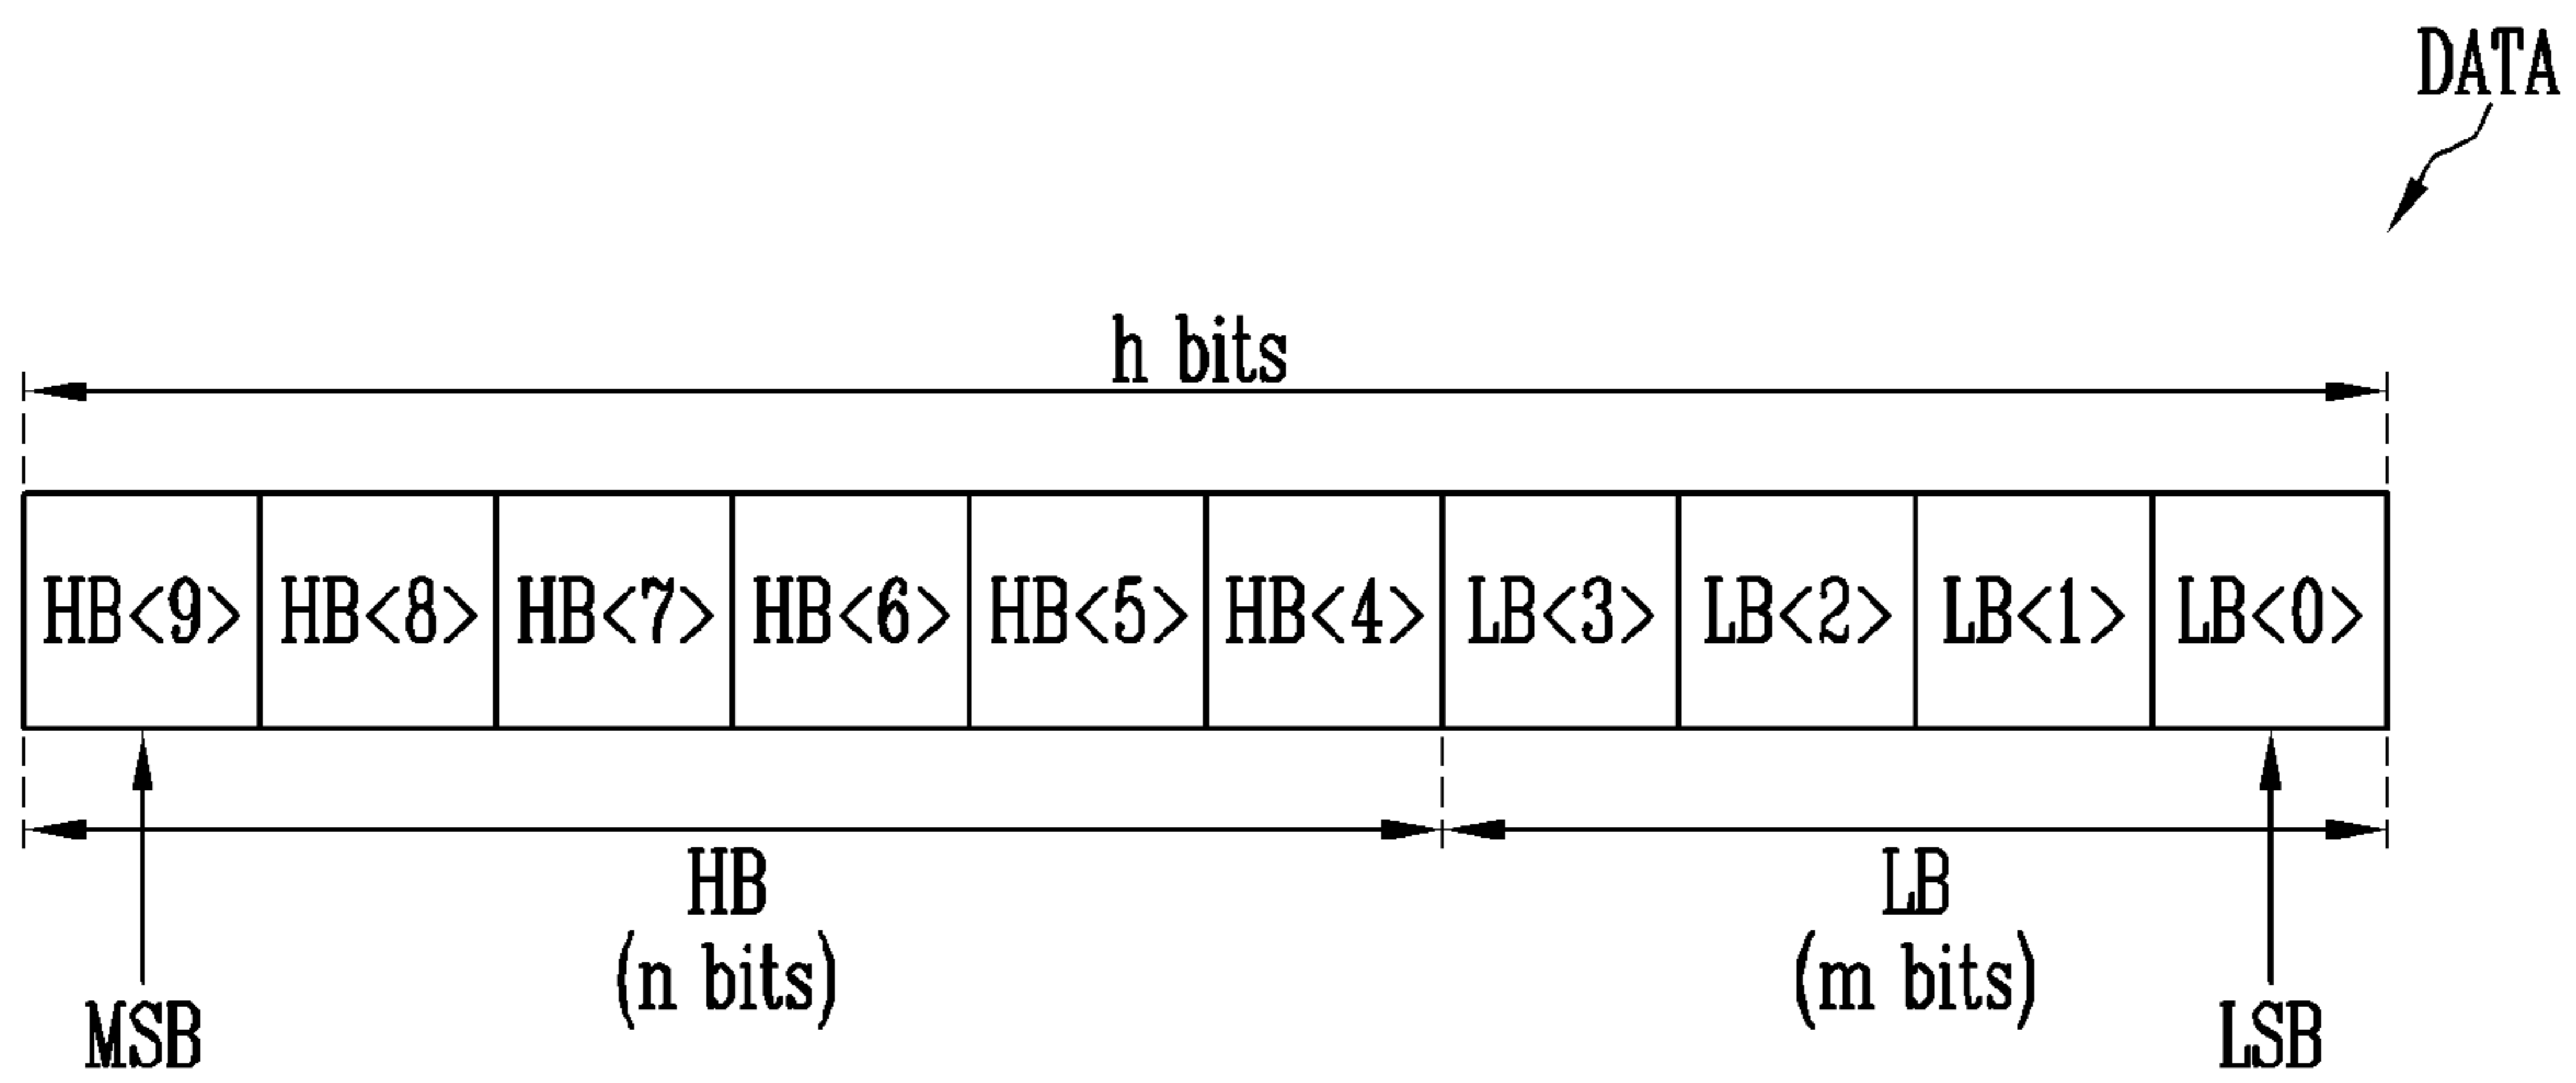 DATA
h bits
HB<9> HB<8> HB<7> HB<6> HB<5> HB<4> LB<3> LB<2> LB<1> LB<0>
HB LB
(n bits) (m bits)
MSB LSB